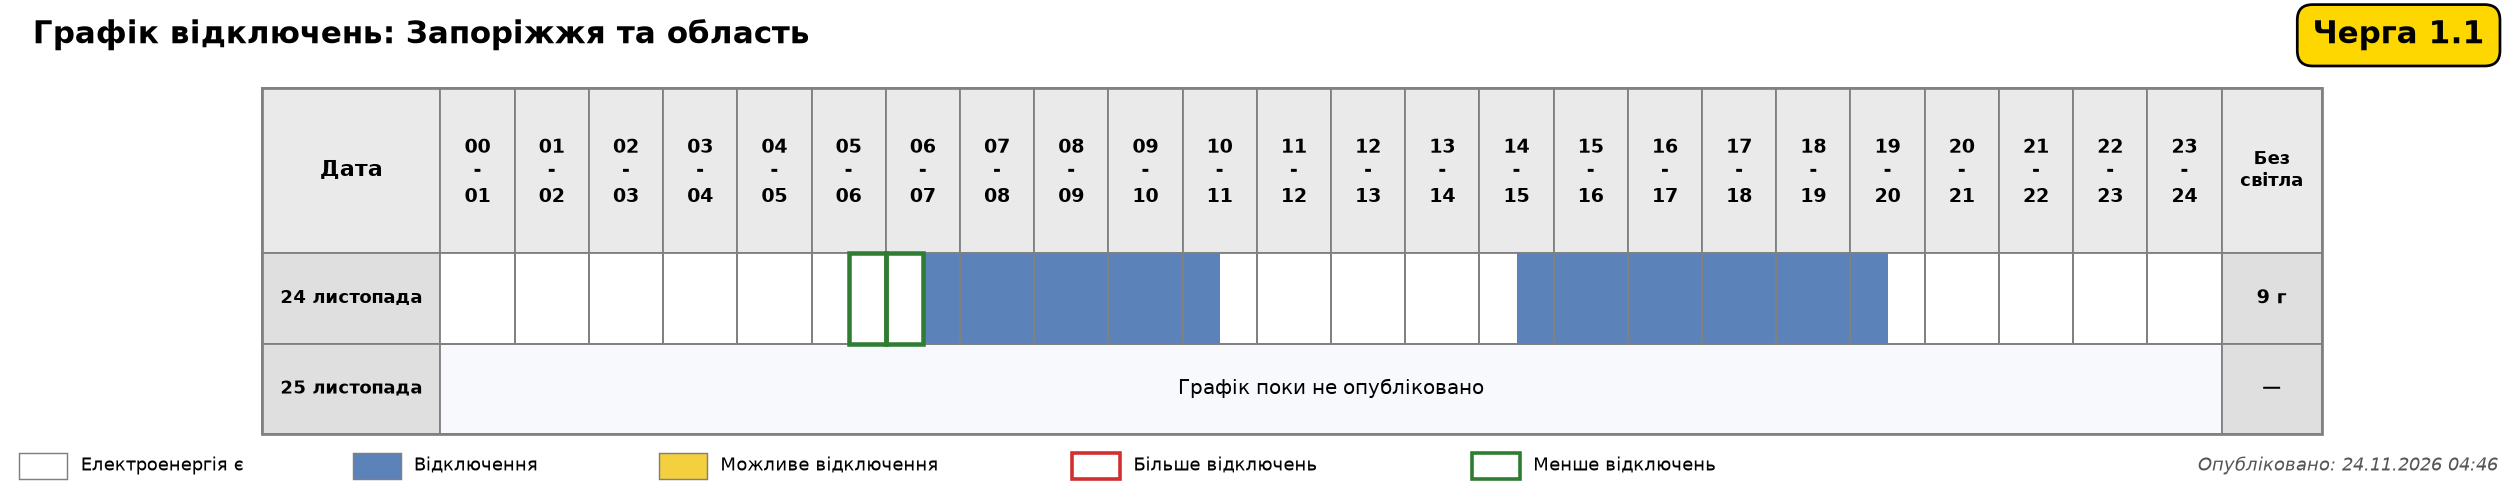 Графік відключень: Запоріжжя та область
Черга 1.1
Дата 00 - 01 01 - 02 02 - 03 03 - 04 04 - 05 05 - 06 06 - 07 07 - 08 08 - 09 09 - 10 10 - 11 11 - 12 12 - 13 13 - 14 14 - 15 15 - 16 16 - 17 17 - 18 18 - 19 19 - 20 20 - 21 21 - 22 22 - 23 23 - 24 Без світла
24 листопада 9 г
25 листопада Графік поки не опубліковано —
Електроенергія є Відключення Можливе відключення Більше відключень Менше відключень Опубліковано: 24.11.2026 04:46